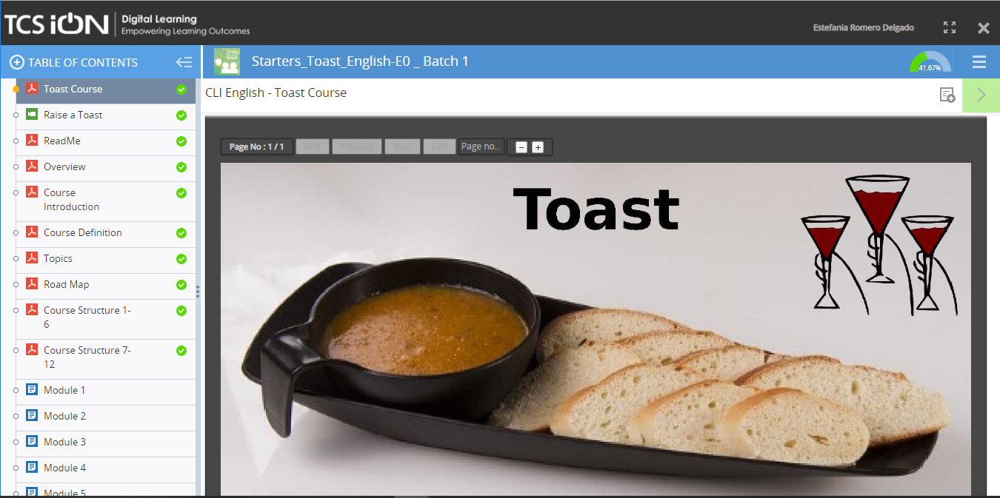 TCS iON
Digital Learning
Empowering Learning Outcomes
Estefania Romero Delgado
TABLE OF CONTENTS
Starters_Toast_English-E0 _ Batch 1
41.67%
Toast Course
Raise a Toast
ReadMe
Overview
Course
Introduction
Course Definition
Topics
Road Map
Course Structure 1-
6
Course Structure 7-
12
Module 1
Module 2
Module 3
Module 4
Module 5
CLI English - Toast Course
Page No : 1 / 1
First
Previous
Next
Last
Page no..
Toast